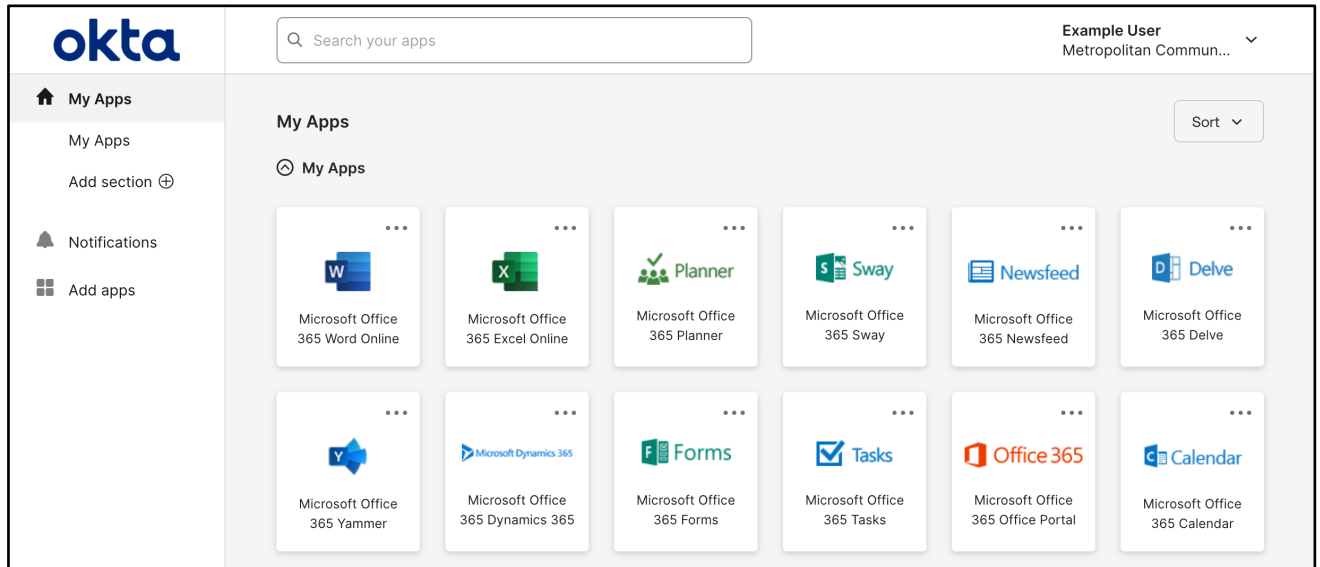 okta
Search your apps
Example User
Metropolitan Commun...
My Apps
My Apps
Add section
Notifications
Add apps
My Apps
Sort
My Apps
W
Microsoft Office
365 Word Online
X
Microsoft Office
365 Excel Online
Planner
Microsoft Office
365 Planner
S Sway
Microsoft Office
365 Sway
Newsfeed
Microsoft Office
365 Newsfeed
D Delve
Microsoft Office
365 Delve
Y
Microsoft Office
365 Yammer
Microsoft Dynamics 365
Microsoft Office
365 Dynamics 365
F Forms
Microsoft Office
365 Forms
Tasks
Microsoft Office
365 Tasks
Office 365
Microsoft Office
365 Office Portal
C Calendar
Microsoft Office
365 Calendar